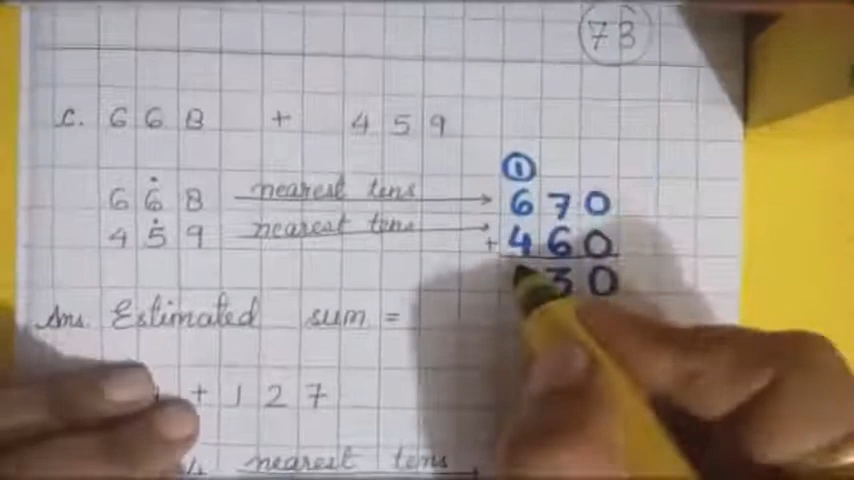 73
c. 668 + 459
1
668 nearest tens → 670
459 nearest tens → + 460
30
Ans. Estimated sum =
+ 127
nearest tens